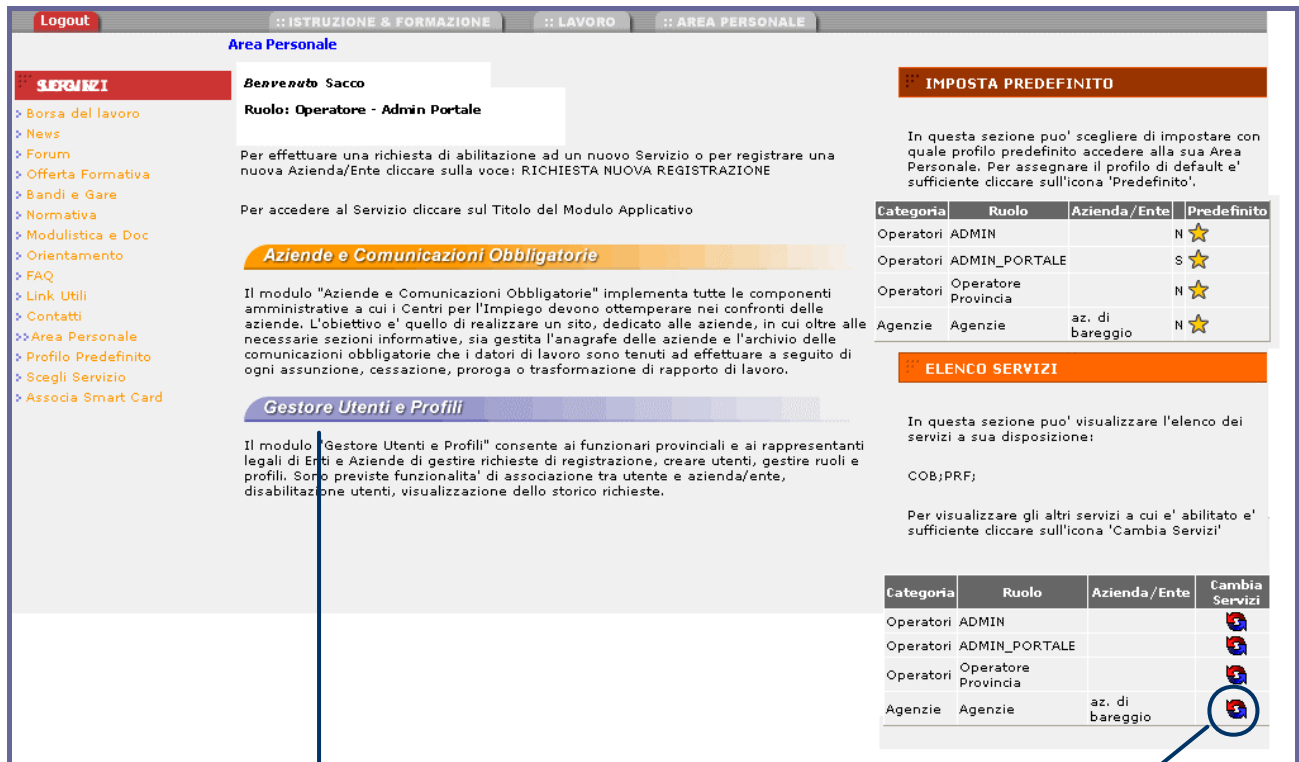 Logout
:: ISTRUZIONE & FORMAZIONE
:: LAVORO
:: AREA PERSONALE
Area Personale
Borsa del lavoro
News
Forum
Offerta Formativa
Bandi e Gare
Normativa
Modulistica e Doc
Orientamento
FAQ
Link Utili
Contatti
Area Personale
Profilo Predefinito
Scegli Servizio
Associa Smart Card
Benvenuto Sacco
Ruolo: Operatore - Admin Portale
Per effettuare una richiesta di abilitazione ad un nuovo Servizio o per registrare una
nuova Azienda/Ente cliccare sulla voce: RICHIESTA NUOVA REGISTRAZIONE
Per accedere al Servizio cliccare sul Titolo del Modulo Applicativo
Aziende e Comunicazioni Obbligatorie
Il modulo "Aziende e Comunicazioni Obbligatorie" implementa tutte le componenti
amministrative a cui i Centri per l'Impiego devono ottemperare nei confronti delle
aziende. L'obiettivo e' quello di realizzare un sito, dedicato alle aziende, in cui oltre alle
necessarie sezioni informative, sia gestita l'anagrafe delle aziende e l'archivio delle
comunicazioni obbligatorie che i datori di lavoro sono tenuti ad effettuare a seguito di
ogni assunzione, cessazione, proroga o trasformazione di rapporto di lavoro.
Gestore Utenti e Profili
Il modulo "Gestore Utenti e Profili" consente ai funzionari provinciali e ai rappresentanti
legali di Enti e Aziende di gestire richieste di registrazione, creare utenti, gestire ruoli e
profili. Sono previste funzionalita' di associazione tra utente e azienda/ente,
disabilitazione utenti, visualizzazione dello storico richieste.
IMPOSTA PREDEFINITO
In questa sezione puo' scegliere di impostare con
quale profilo predefinito accedere alla sua Area
Personale. Per assegnare il profilo di default e'
sufficiente cliccare sull'icona 'Predefinito'.
Categoria Ruolo Azienda/Ente Predefinito
Operatori ADMIN N
Operatori ADMIN_PORTALE S
Operatori Operatore Provincia N
Agenzie Agenzie az. di bareggio N
ELENCO SERVIZI
In questa sezione puo' visualizzare l'elenco dei
servizi a sua disposizione:
COB;PRF;
Per visualizzare gli altri servizi a cui e' abilitato e'
sufficiente cliccare sull'icona 'Cambia Servizi'
Categoria Ruolo Azienda/Ente Cambia Servizi
Operatori ADMIN
Operatori ADMIN_PORTALE
Operatori Operatore Provincia
Agenzie Agenzie az. di bareggio